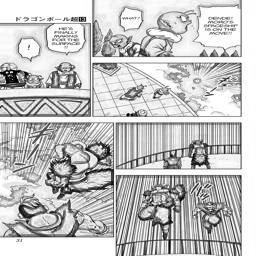 ドラゴンボール超13
DENDE!
MORO'S
SPACESHIP
IS ON THE
MOVE!!
WHAT?
HE'S
FINALLY
MAKING
FOR THE
SURFACE!!
!
31